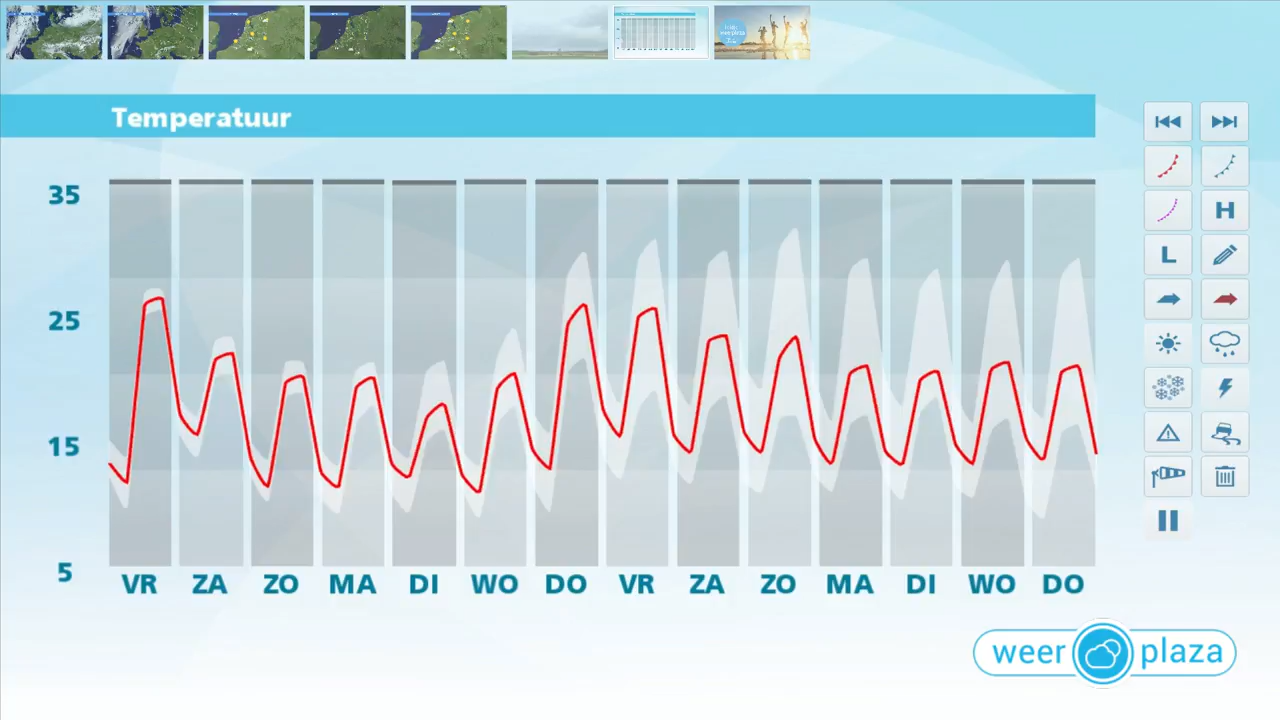 Temperatuur
35
25
15
5
VR ZA ZO MA DI WO DO VR ZA ZO MA DI WO DO
H
L
weer plaza